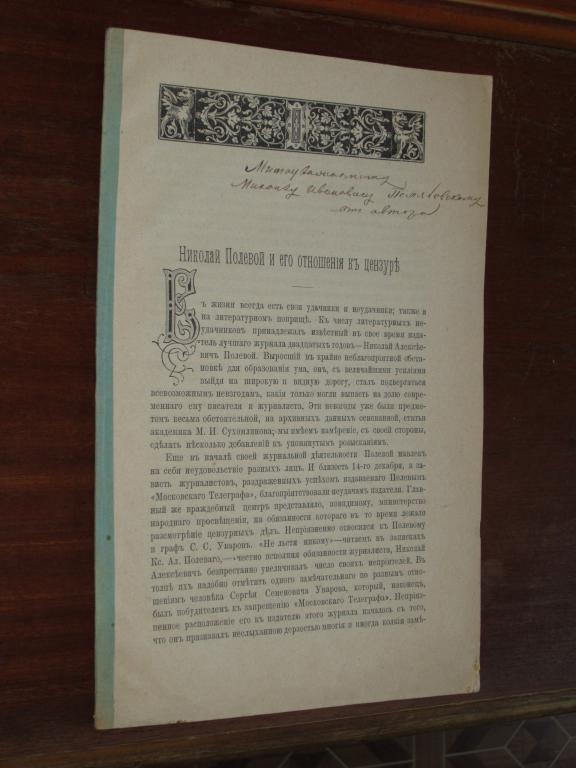 Многоуважаемому
Михаилу Ивановичу
отъ автора
Николай Полевой и его отношенія къ цензурѣ
Въ жизни всегда есть свои удачники и неудачники; также и
на литературномъ поприщѣ. Къ числу литературныхъ не-
удачниковъ принадлежалъ извѣстный въ свое время изда-
тель лучшаго журнала двадцатыхъ годовъ—Николай Алексѣе-
вичъ Полевой. Выросшій въ крайне неблагопріятной обста-
новкѣ для образованія ума, онъ, съ величайшими усиліями
выйдя на широкую и видную дорогу, сталъ подвергаться
всевозможнымъ невзгодамъ, какія только могли выпасть на долю совре-
меннаго ему писателя и журналиста. Эти невзгоды уже были предме-
томъ весьма обстоятельной, на архивныхъ данныхъ основанной, статьи
академика М. И. Сухомлинова; мы имѣемъ намѣреніе, съ своей стороны,
сдѣлать нѣсколько добавленій къ упомянутымъ розысканіямъ.
Еще въ началѣ своей журнальной дѣятельности Полевой навлекъ
на себя неудовольствіе разныхъ лицъ. И близость 14-го декабря, и за-
висть журналистовъ, раздраженныхъ успѣхомъ издаваемаго Полевымъ
«Московскаго Телеграфа», благопріятствовали неудачамъ издателя. Глав-
ный же враждебный центръ представляло, повидимому, министерство
народнаго просвѣщенія, на обязанности котораго въ то время лежало
разсмотрѣніе цензурныхъ дѣлъ. Непріязненно относился къ Полевому
и графъ С. С. Уваровъ. «Не льстя никому»—читаемъ въ запискахъ
Кс. Ал. Полеваго,—«честно исполняя обязанности журналиста, Николай
Алексѣевичъ безпрестанно увеличивалъ число своихъ непріятелей. Въ
толпѣ ихъ надобно отмѣтить одного замѣчательнаго по разнымъ отно-
шеніямъ человѣка Сергѣя Семеновича Уварова, который, наконецъ,
былъ побудителемъ къ запрещенію «Московскаго Телеграфа». Непріяз-
ненное расположеніе его къ издателю этого журнала началось съ того,
что онъ признавалъ неслыханною дерзостью многія и иногда колкія замѣ-